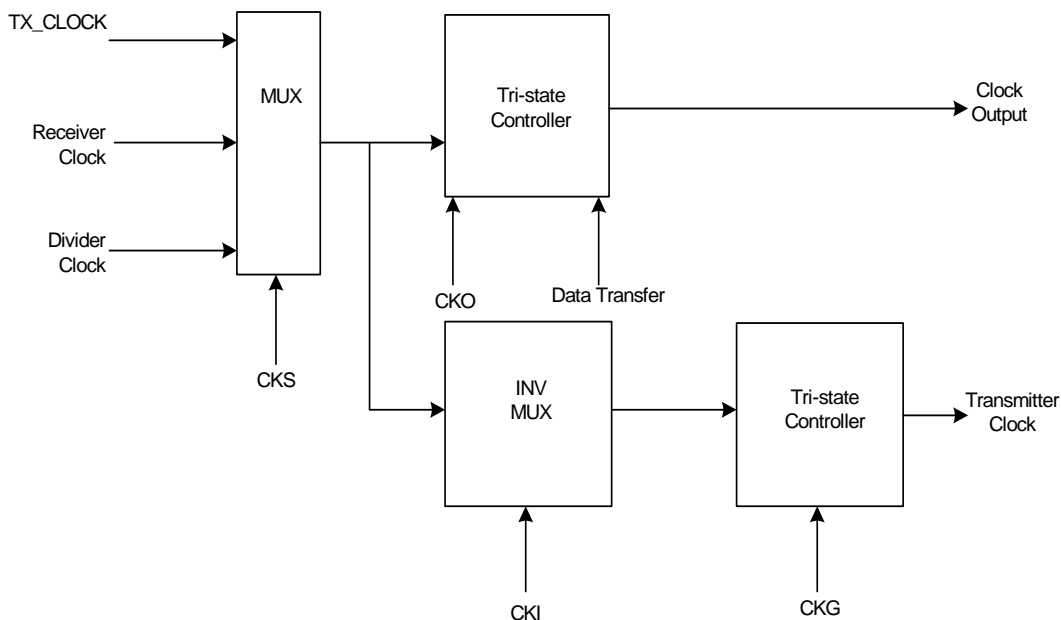 TX_CLOCK
MUX
Receiver
Clock
Divider
Clock
CKS
Tri-state
Controller
Clock
Output
CKO
Data Transfer
INV
MUX
Tri-state
Controller
Transmitter
Clock
CKI
CKG